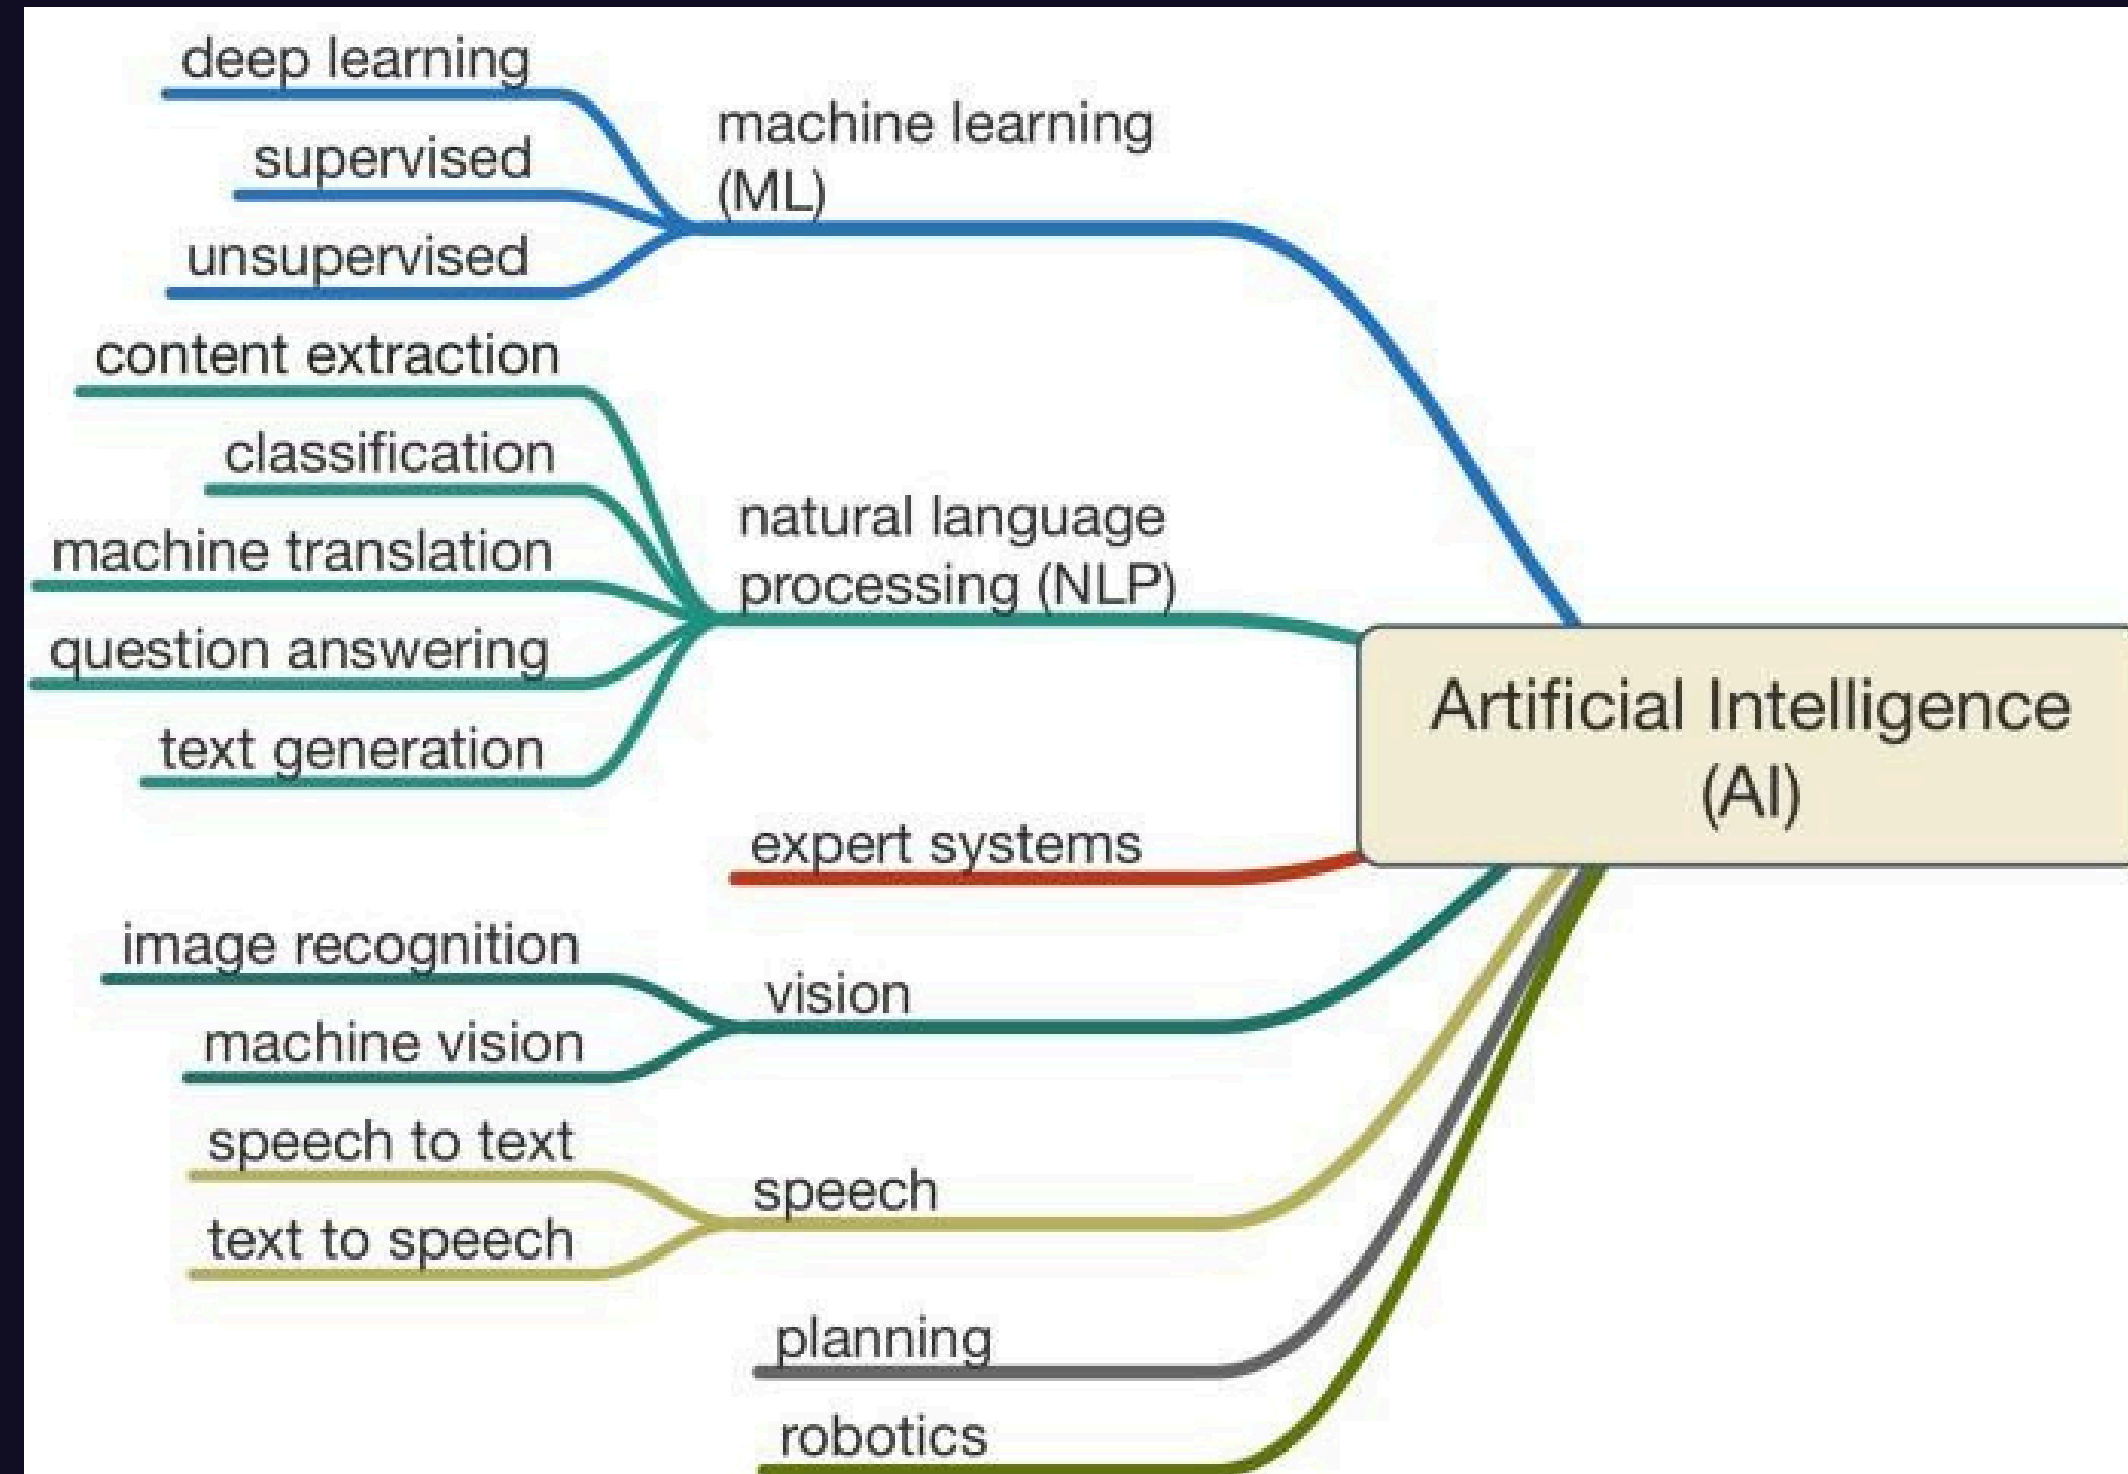 deep learning
supervised
unsupervised
machine learning
(ML)
content extraction
classification
machine translation
question answering
text generation
natural language
processing (NLP)
expert systems
image recognition
machine vision
vision
speech to text
text to speech
speech
planning
robotics
Artificial Intelligence
(AI)